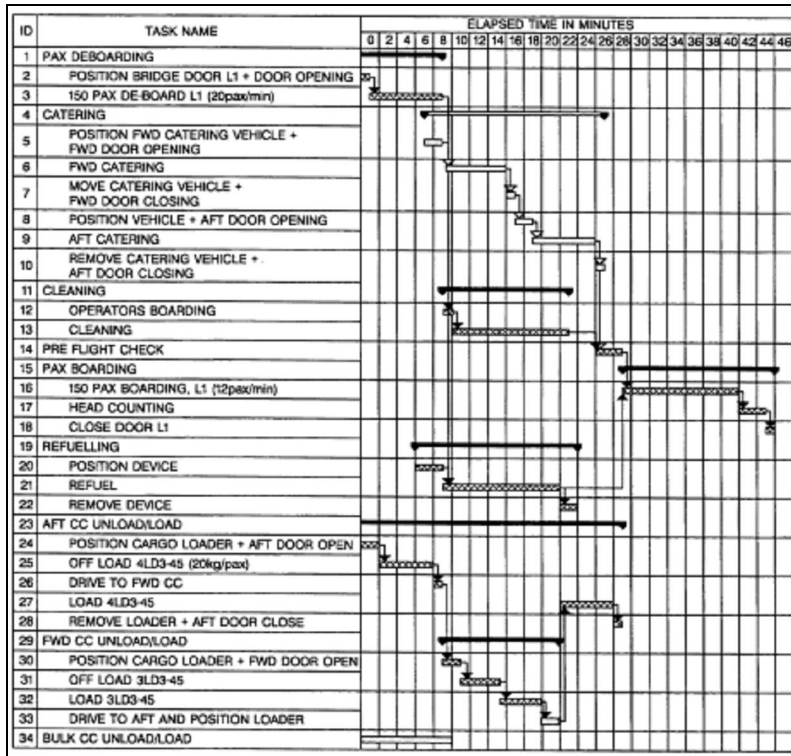 ID TASK NAME ELAPSED TIME IN MINUTES
0 2 4 6 8 10 12 14 16 18 20 22 24 26 28 30 32 34 36 38 40 42 44 46
1 PAX DEBOARDING
2 POSITION BRIDGE DOOR L1 + DOOR OPENING
3 150 PAX DE-BOARD L1 (20pax/min)
4 CATERING
5 POSITION FWD CATERING VEHICLE +
FWD DOOR OPENING
6 FWD CATERING
7 MOVE CATERING VEHICLE +
FWD DOOR CLOSING
8 POSITION VEHICLE + AFT DOOR OPENING
9 AFT CATERING
10 REMOVE CATERING VEHICLE +
AFT DOOR CLOSING
11 CLEANING
12 OPERATORS BOARDING
13 CLEANING
14 PRE FLIGHT CHECK
15 PAX BOARDING
16 150 PAX BOARDING, L1 (12pax/min)
17 HEAD COUNTING
18 CLOSE DOOR L1
19 REFUELLING
20 POSITION DEVICE
21 REFUEL
22 REMOVE DEVICE
23 AFT CC UNLOAD/LOAD
24 POSITION CARGO LOADER + AFT DOOR OPEN
25 OFF LOAD 4LD3-45 (20kg/pax)
26 DRIVE TO FWD CC
27 LOAD 4LD3-45
28 REMOVE LOADER + AFT DOOR CLOSE
29 FWD CC UNLOAD/LOAD
30 POSITION CARGO LOADER + FWD DOOR OPEN
31 OFF LOAD 3LD3-45
32 LOAD 3LD3-45
33 DRIVE TO AFT AND POSITION LOADER
34 BULK CC UNLOAD/LOAD